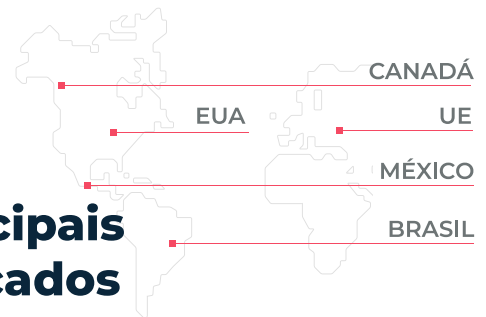 CANADÁ
EUA
UE
MÉXICO
BRASIL
cipais
cados